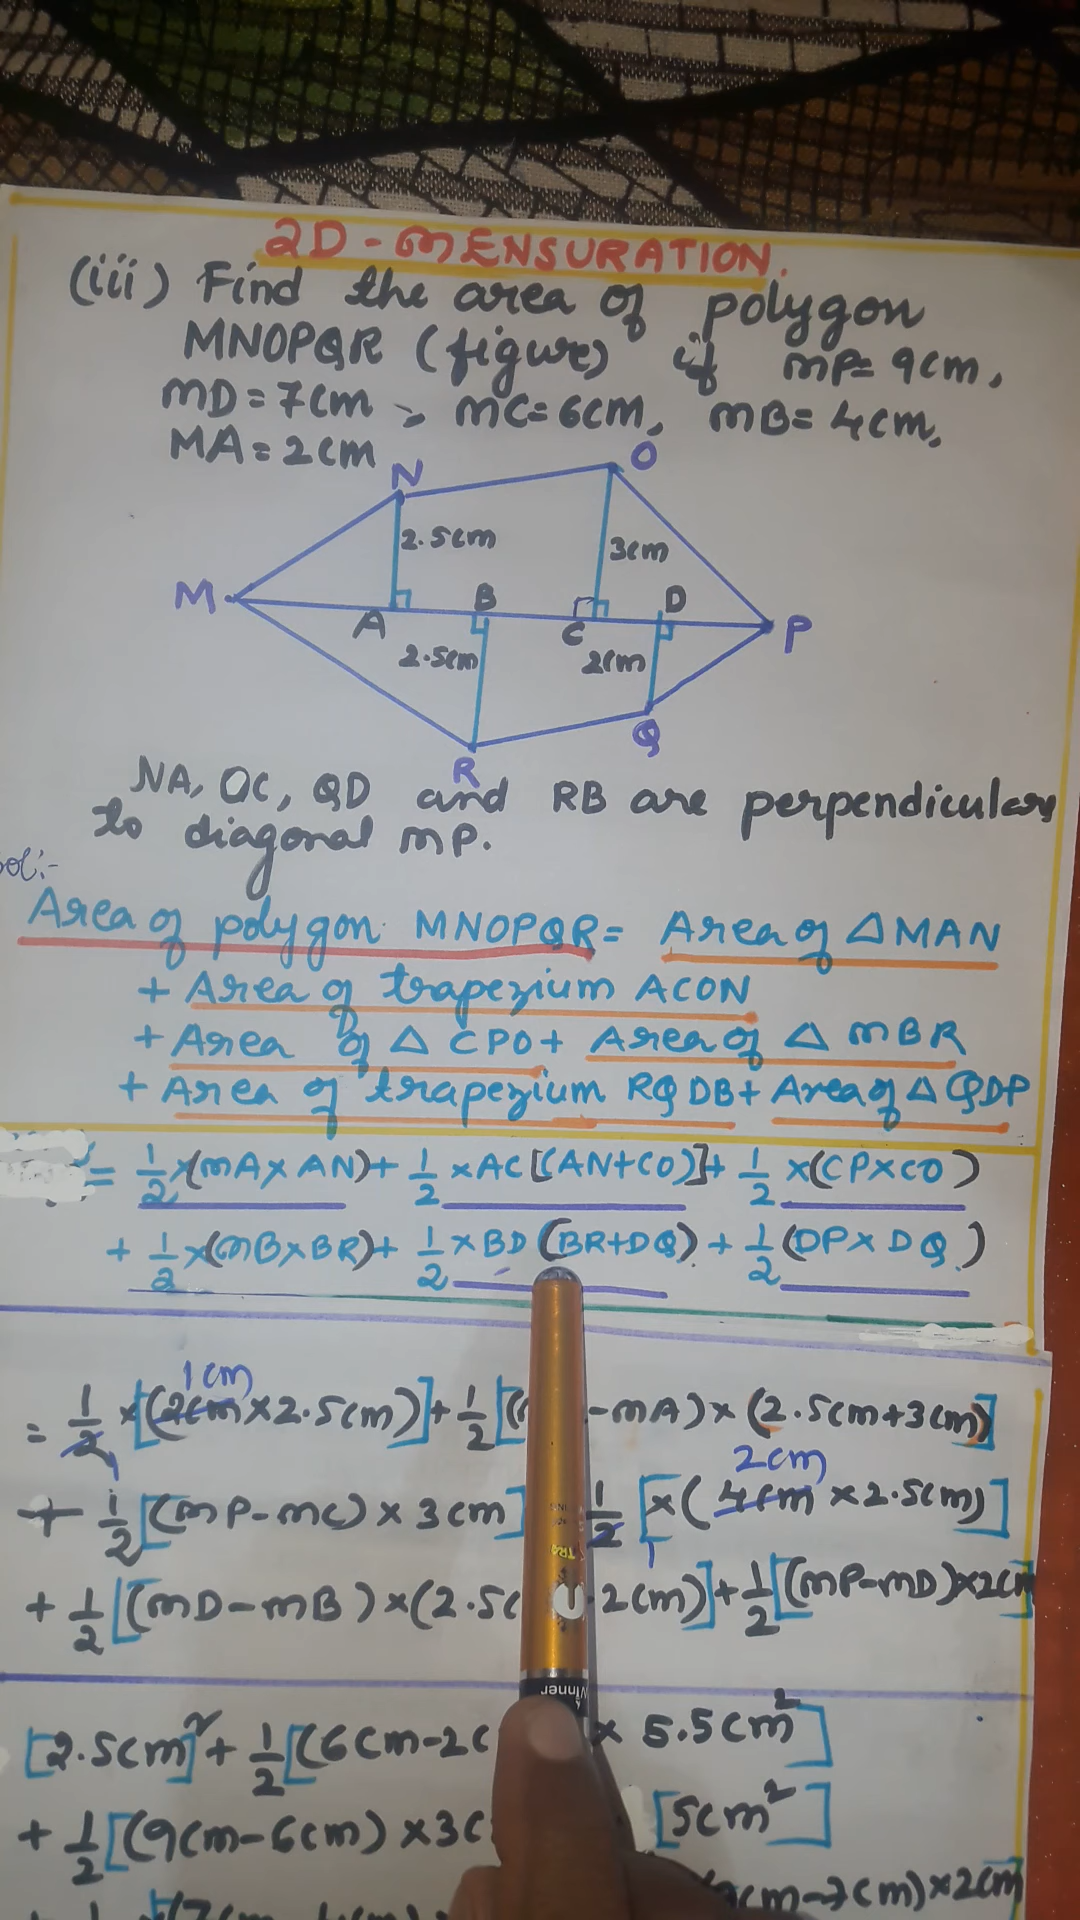 2D-MENSURATION.
(iii) Find the area of polygon
MNOPQR (figure) if MP=9cm,
MD=7cm, MC=6cm, MB=4cm,
MA=2cm
N
O
2.5cm
3cm
M
A
B
C
D
P
2.5cm
2cm
Q
R
NA, OC, QD and RB are perpendiculars
to diagonal MP.
Sol:-
Area of polygon MNOPQR = Area of △MAN
+ Area of trapezium ACON
+ Area of △ CPO + Area of △ MBR
+ Area of trapezium RQDB + Area of △QDP
= 1/2 ×(MA×AN)+ 1/2 ×AC[(AN+CO)]+ 1/2 ×(CP×CO)
+ 1/2 ×(MB×BR)+ 1/2 ×BD (BR+DQ) + 1/2 (DP×DQ)
1cm
= 1/2 ×[(2cm×2.5cm)]+ 1/2 [( -MA)×(2.5cm+3cm)]
1
2cm
+ 1/2 [(MP-MC)×3cm] 1/2 [×(4cm×2.5cm)]
1
+ 1/2 [(MD-MB)×(2.5c 2cm)]+ 1/2 [(MP-MD)×2cm]
[2.5cm²]+ 1/2 [(6cm-2c × 5.5cm²]
+ 1/2 [(9cm-6cm)×3c [5cm²]
cm-7cm)×2cm]